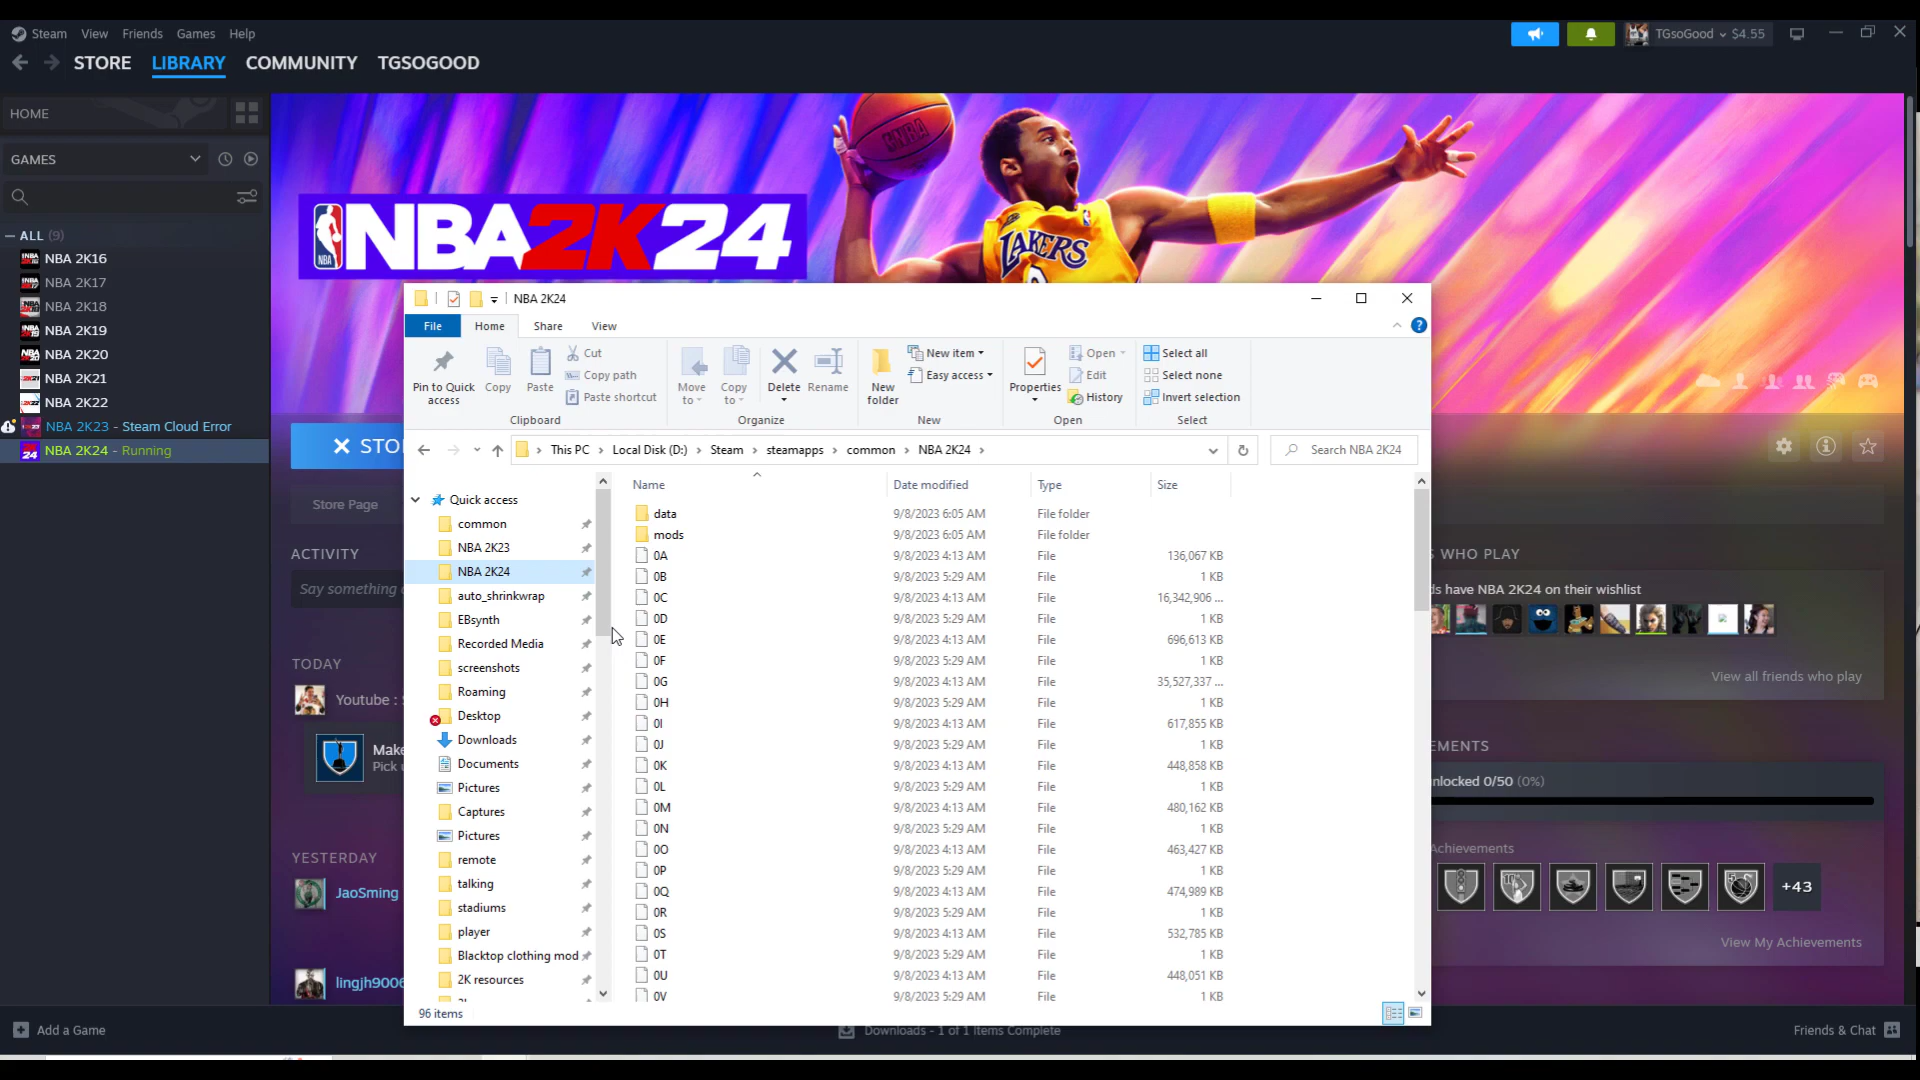 Steam View Friends Games Help
TGsoGood $4.55
STORE LIBRARY COMMUNITY TGSOGOOD
HOME
GAMES
ALL (9)
NBA 2K16
NBA 2K17
NBA 2K18
NBA 2K19
NBA 2K20
NBA 2K21
NBA 2K22
NBA 2K23 - Steam Cloud Error
NBA 2K24 - Running
NBA2K24
LAKERS
STO
Store Page
ACTIVITY
Say something
TODAY
Youtube :
Make
Pick
YESTERDAY
JaoSming
lingjh9006
NBA 2K24
File Home Share View
Pin to Quick access
Copy
Paste
Cut
Copy path
Paste shortcut
Clipboard
Move to
Copy to
Delete
Rename
Organize
New folder
New item
Easy access
New
Properties
Open
Edit
History
Open
Select all
Select none
Invert selection
Select
This PC Local Disk (D:) Steam steamapps common NBA 2K24
Search NBA 2K24
Quick access
common
NBA 2K23
NBA 2K24
auto_shrinkwrap
EBsynth
Recorded Media
screenshots
Roaming
Desktop
Downloads
Documents
Pictures
Captures
Pictures
remote
talking
stadiums
player
Blacktop clothing mod
2K resources
Name Date modified Type Size
data 9/8/2023 6:05 AM File folder
mods 9/8/2023 6:05 AM File folder
0A 9/8/2023 4:13 AM File 136,067 KB
0B 9/8/2023 5:29 AM File 1 KB
0C 9/8/2023 4:13 AM File 16,342,906 ...
0D 9/8/2023 5:29 AM File 1 KB
0E 9/8/2023 4:13 AM File 696,613 KB
0F 9/8/2023 5:29 AM File 1 KB
0G 9/8/2023 4:13 AM File 35,527,337 ...
0H 9/8/2023 5:29 AM File 1 KB
0I 9/8/2023 4:13 AM File 617,855 KB
0J 9/8/2023 5:29 AM File 1 KB
0K 9/8/2023 4:13 AM File 448,858 KB
0L 9/8/2023 5:29 AM File 1 KB
0M 9/8/2023 4:13 AM File 480,162 KB
0N 9/8/2023 5:29 AM File 1 KB
0O 9/8/2023 4:13 AM File 463,427 KB
0P 9/8/2023 5:29 AM File 1 KB
0Q 9/8/2023 4:13 AM File 474,989 KB
0R 9/8/2023 5:29 AM File 1 KB
0S 9/8/2023 4:13 AM File 532,785 KB
0T 9/8/2023 5:29 AM File 1 KB
0U 9/8/2023 4:13 AM File 448,051 KB
0V 9/8/2023 5:29 AM File 1 KB
96 items
S WHO PLAY
ds have NBA 2K24 on their wishlist
View all friends who play
EMENTS
nlocked 0/50 (0%)
Achievements
+43
View My Achievements
Add a Game
Downloads - 1 of 1 Items Complete
Friends & Chat